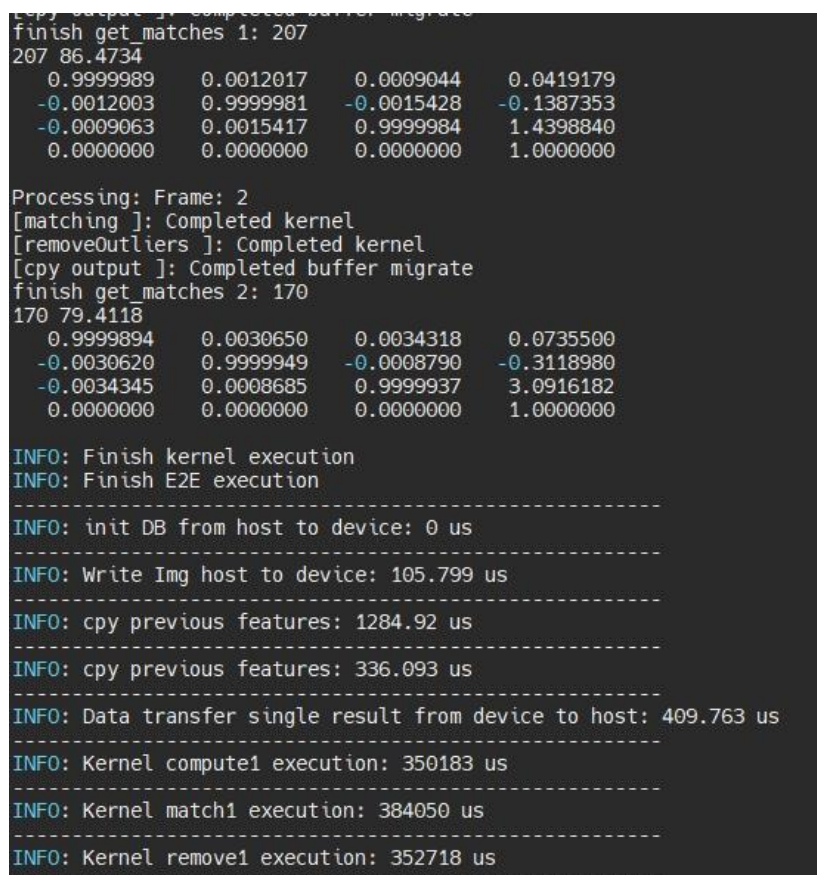 [cpy output ]: Completed buffer migrate
finish get_matches 1: 207
207 86.4734
0.9999989 0.0012017 0.0009044 0.0419179
-0.0012003 0.9999981 -0.0015428 -0.1387353
-0.0009063 0.0015417 0.9999984 1.4398840
0.0000000 0.0000000 0.0000000 1.0000000
Processing: Frame: 2
[matching ]: Completed kernel
[removeOutliers ]: Completed kernel
[cpy output ]: Completed buffer migrate
finish get_matches 2: 170
170 79.4118
0.9999894 0.0030650 0.0034318 0.0735500
-0.0030620 0.9999949 -0.0008790 -0.3118980
-0.0034345 0.0008685 0.9999937 3.0916182
0.0000000 0.0000000 0.0000000 1.0000000
INFO: Finish kernel execution
INFO: Finish E2E execution
-------------------------------------------------------
INFO: init DB from host to device: 0 us
-------------------------------------------------------
INFO: Write Img host to device: 105.799 us
-------------------------------------------------------
INFO: cpy previous features: 1284.92 us
-------------------------------------------------------
INFO: cpy previous features: 336.093 us
-------------------------------------------------------
INFO: Data transfer single result from device to host: 409.763 us
-------------------------------------------------------
INFO: Kernel compute1 execution: 350183 us
-------------------------------------------------------
INFO: Kernel match1 execution: 384050 us
-------------------------------------------------------
INFO: Kernel remove1 execution: 352718 us